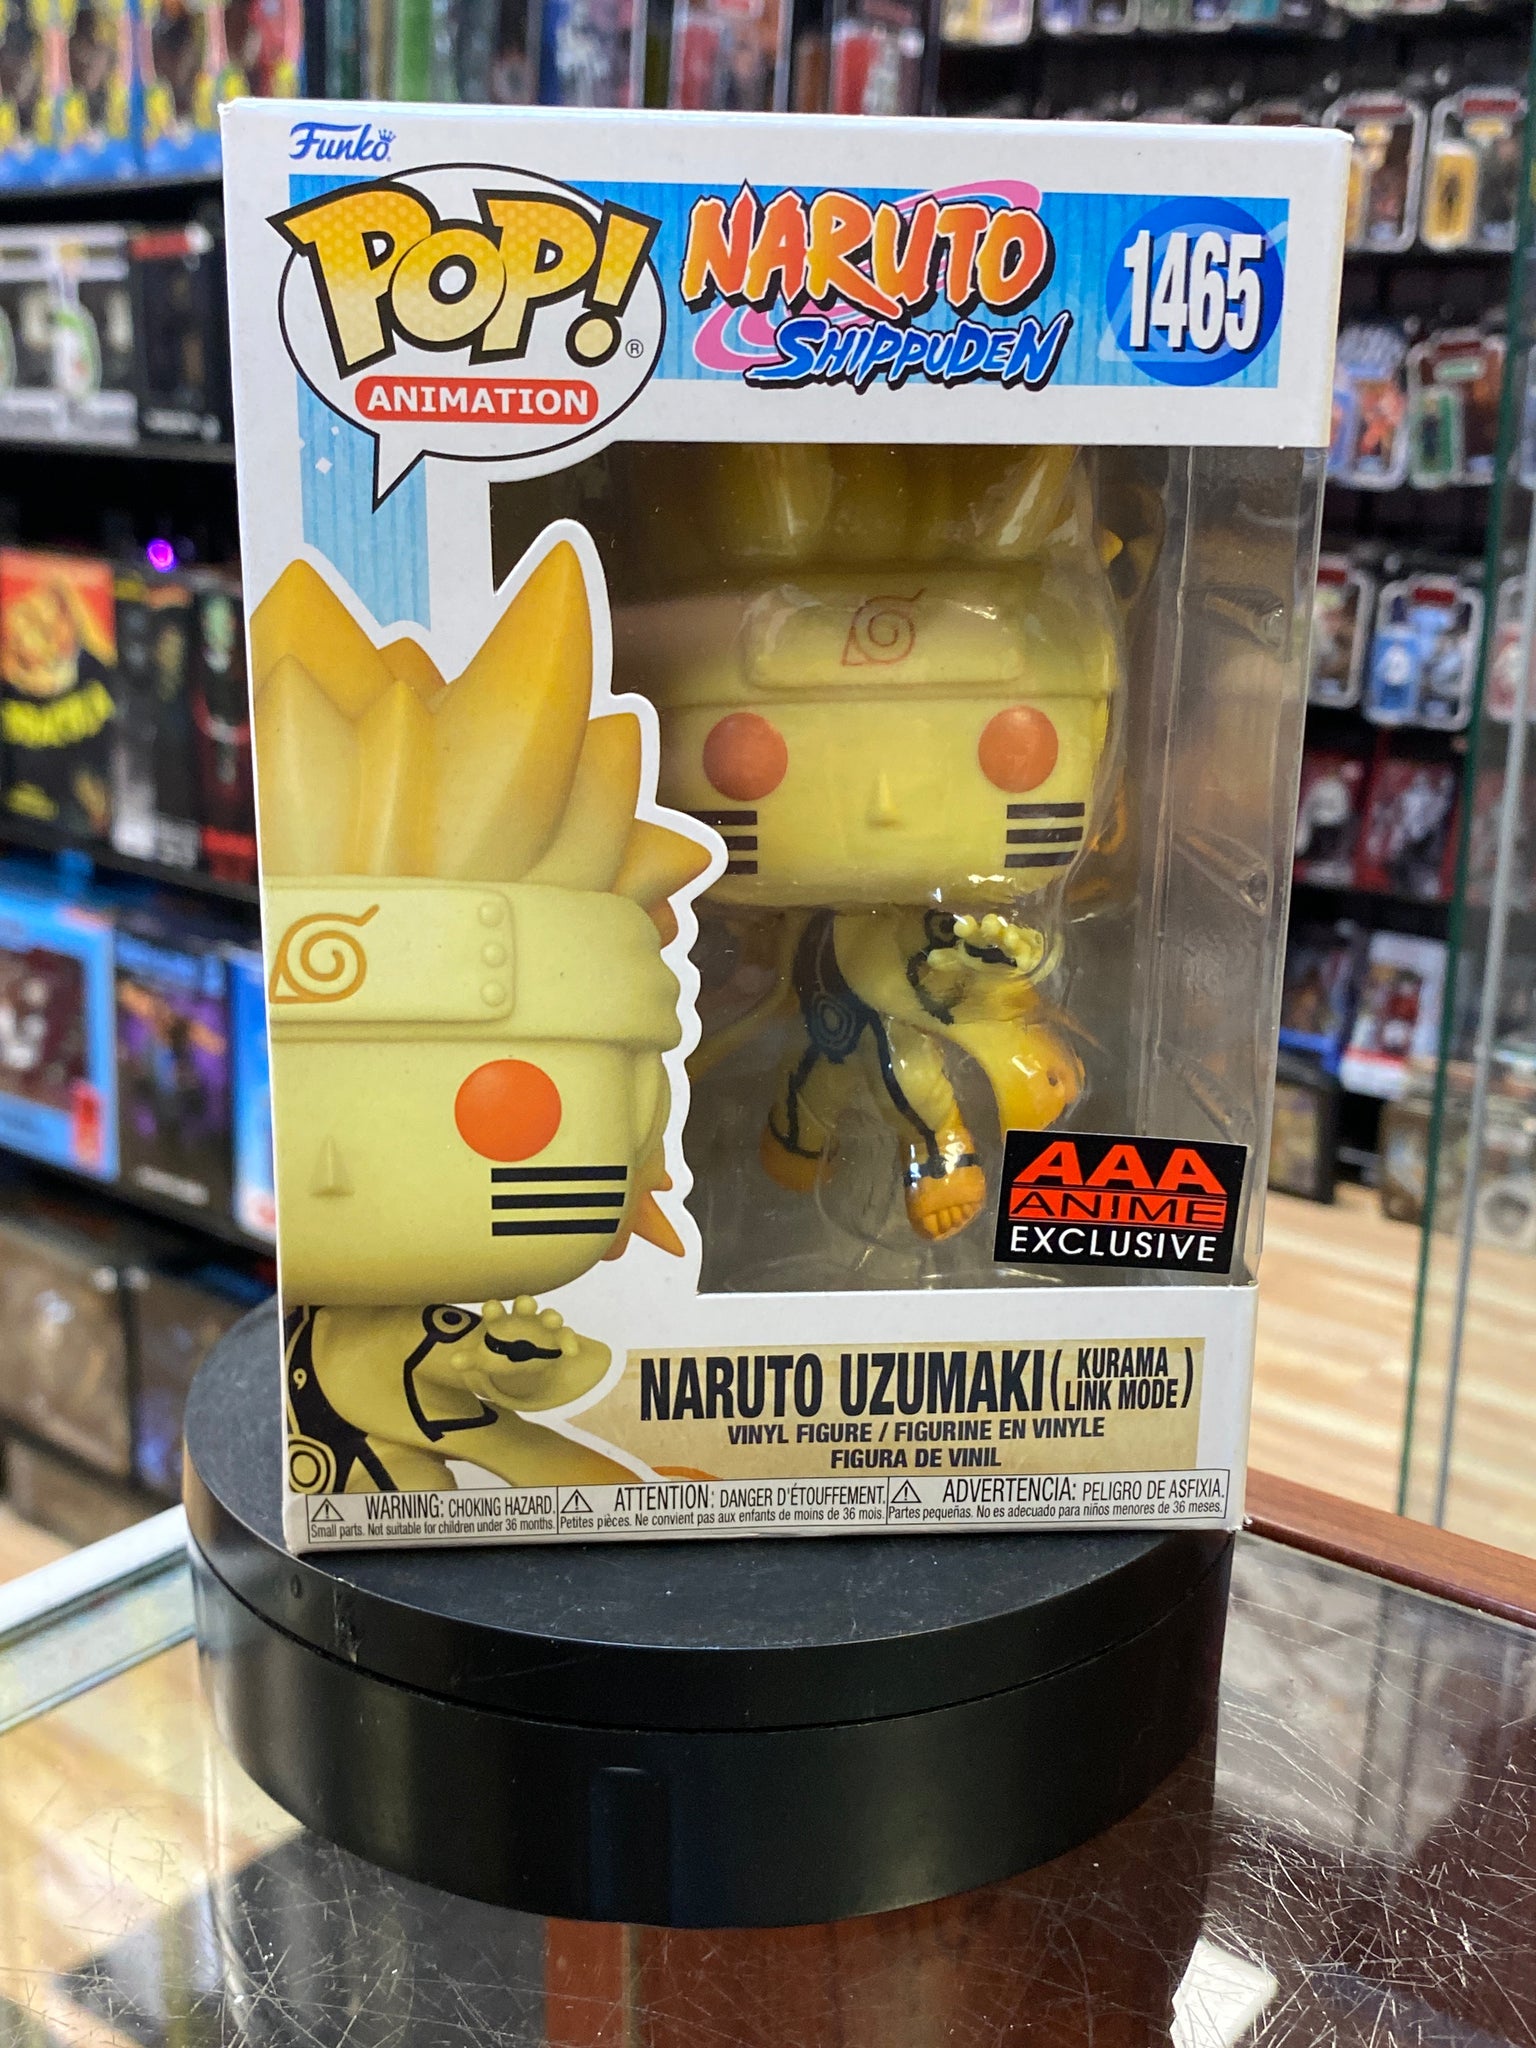 Funko
POP!®
ANIMATION
NARUTO
SHIPPUDEN
1465
AAA
ANIME
EXCLUSIVE
NARUTO UZUMAKI (KURAMA LINK MODE)
VINYL FIGURE / FIGURINE EN VINYLE
FIGURA DE VINIL
WARNING: CHOKING HAZARD.
Small parts. Not suitable for children under 36 months.
ATTENTION: DANGER D'ÉTOUFFEMENT.
Petites pièces. Ne convient pas aux enfants de moins de 36 mois.
ADVERTENCIA: PELIGRO DE ASFIXIA.
Partes pequeñas. No es adecuado para niños menores de 36 meses.